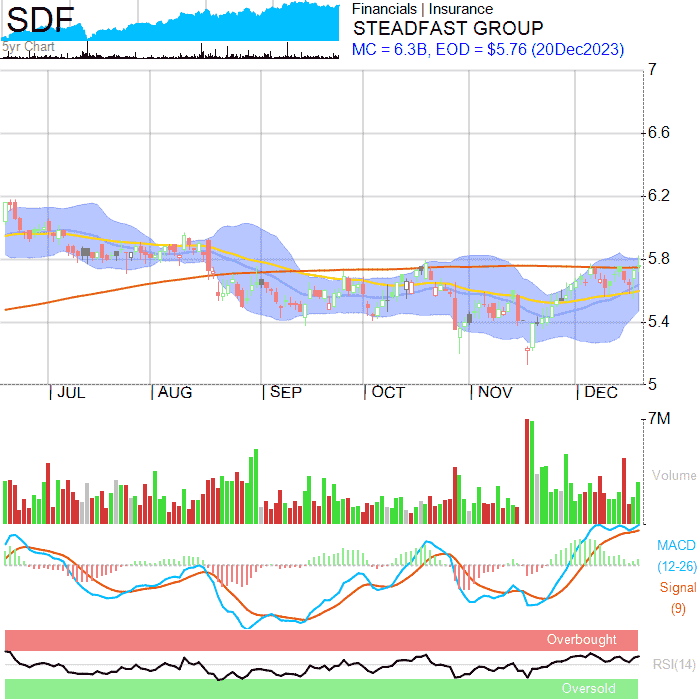 SDF
5yr Chart
Financials | Insurance
STEADFAST GROUP
MC = 6.3B, EOD = $5.76 (20Dec2023)
7
6.6
6.2
5.8
5.4
5
JUL AUG SEP OCT NOV DEC
7M
Volume
MACD
(12-26)
Signal
(9)
Overbought
RSI(14)
Oversold